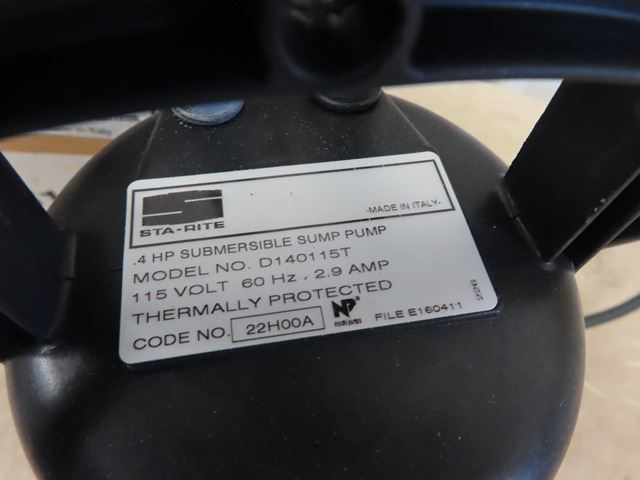 -MADE IN ITALY-
STA-RITE
.4 HP SUBMERSIBLE SUMP PUMP
MODEL NO. D140115T
115 VOLT 60 Hz, 2.9 AMP
THERMALLY PROTECTED
CODE NO. 22H00A
FILE E160411
226